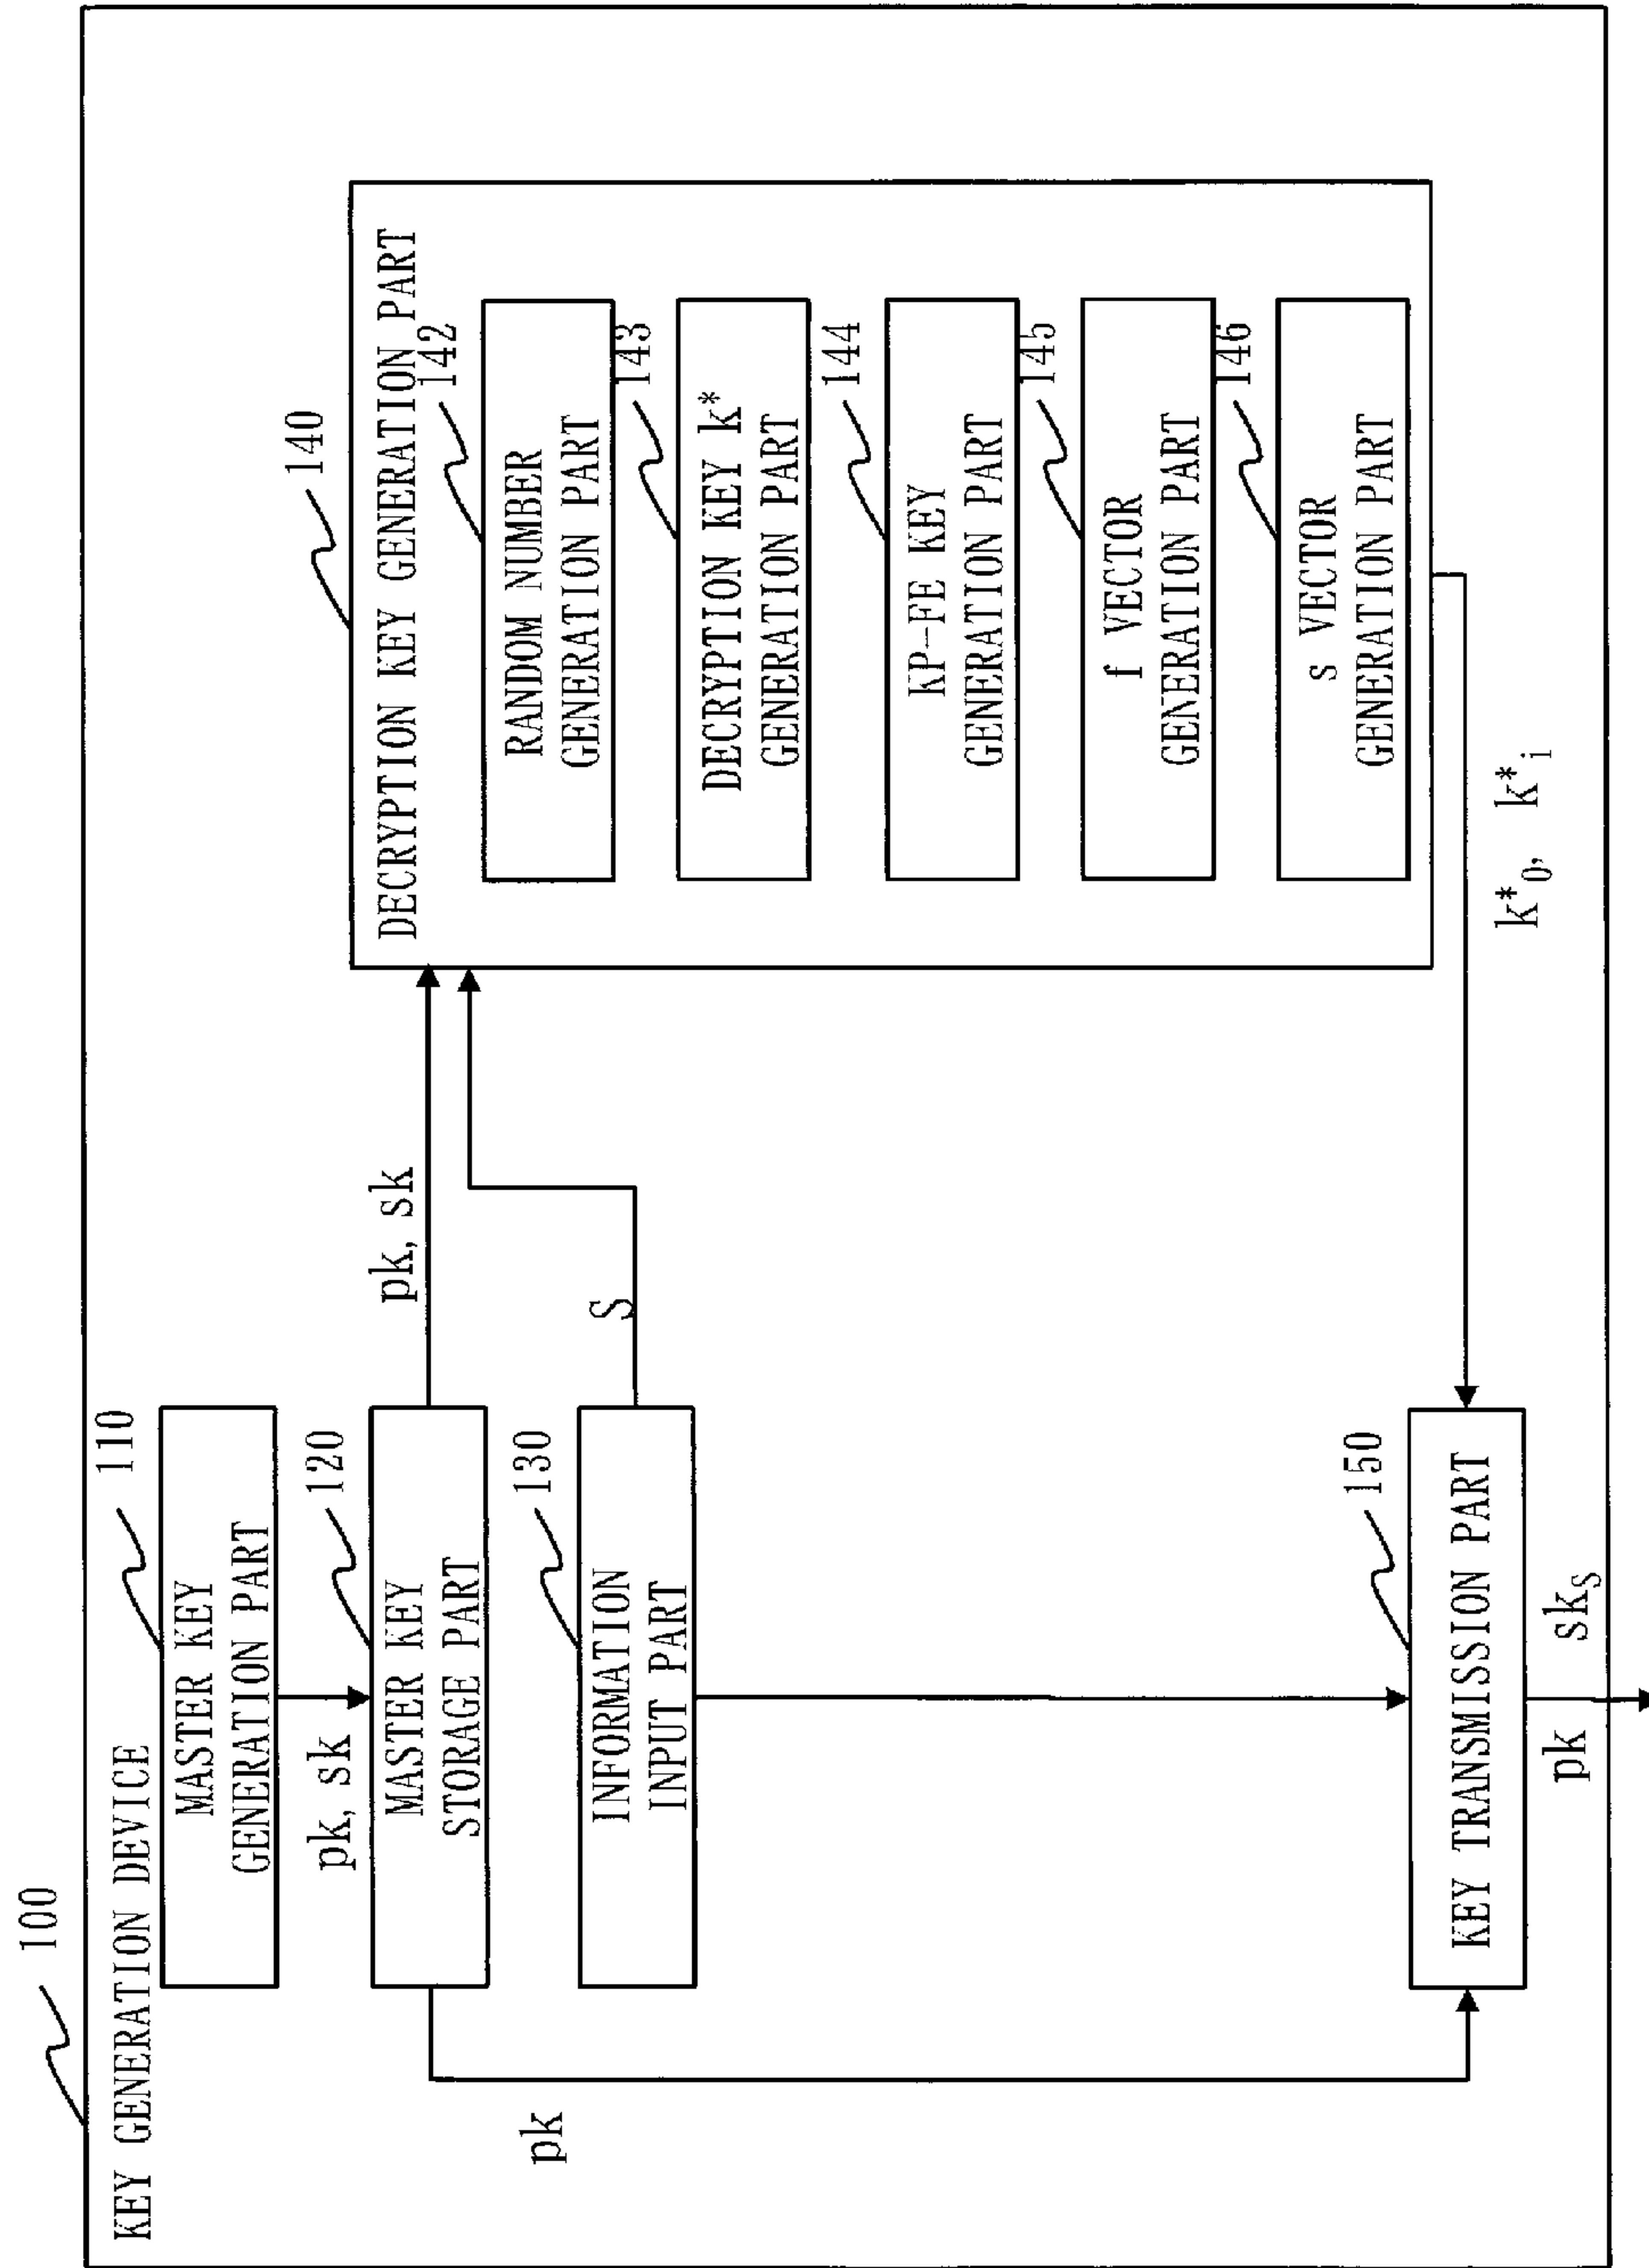 100
KEY GENERATION DEVICE
110
MASTER KEY
GENERATION PART
pk, sk
120
MASTER KEY
STORAGE PART
pk, sk
pk
130
INFORMATION
INPUT PART
S
140
DECRYPTION KEY GENERATION PART
142
RANDOM NUMBER
GENERATION PART
143
DECRYPTION KEY k*
GENERATION PART
144
KP-FE KEY
GENERATION PART
145
f VECTOR
GENERATION PART
146
s VECTOR
GENERATION PART
k*0, k*i
150
KEY TRANSMISSION PART
pk skS